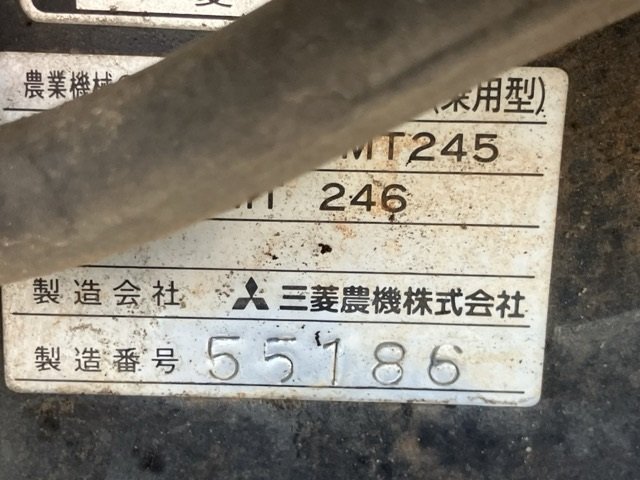 農業機械 (乗用型)
MT245
246
製造会社 三菱農機株式会社
製造番号 55186